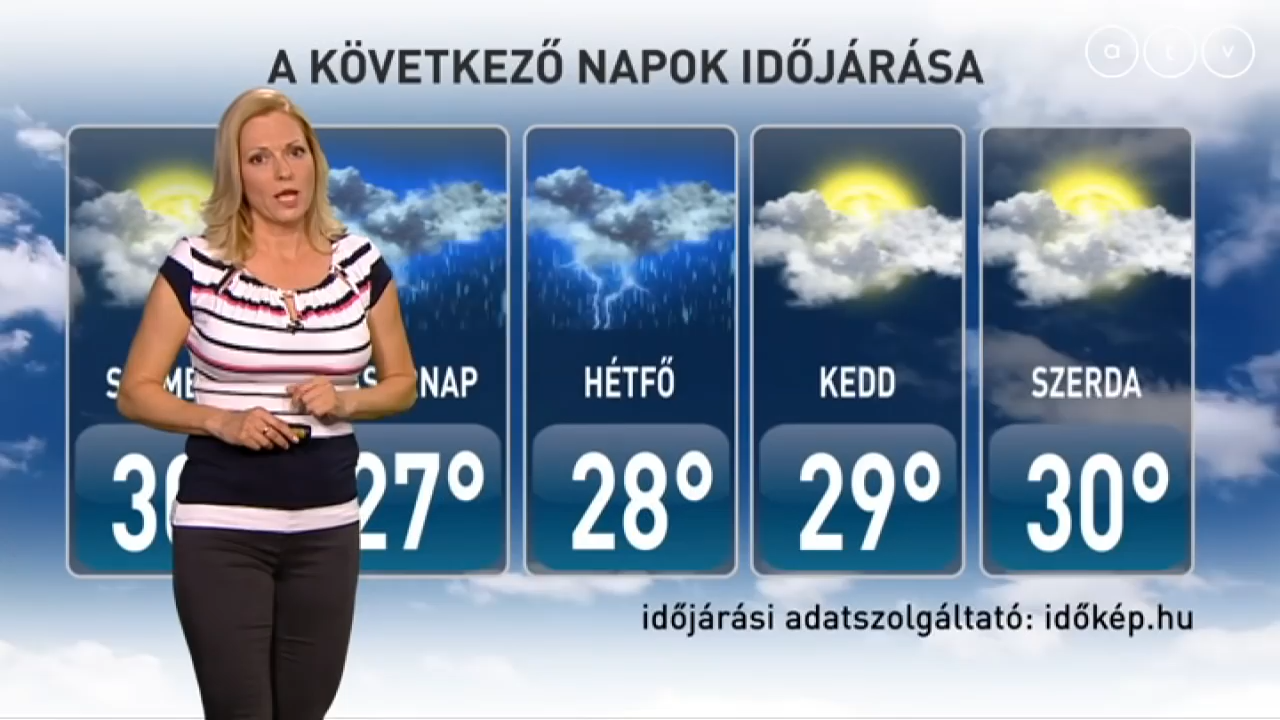 A KÖVETKEZŐ NAPOK IDŐJÁRÁSA
a t v
HÉTFŐ KEDD SZERDA
27° 28° 29° 30°
időjárási adatszolgáltató: időkép.hu